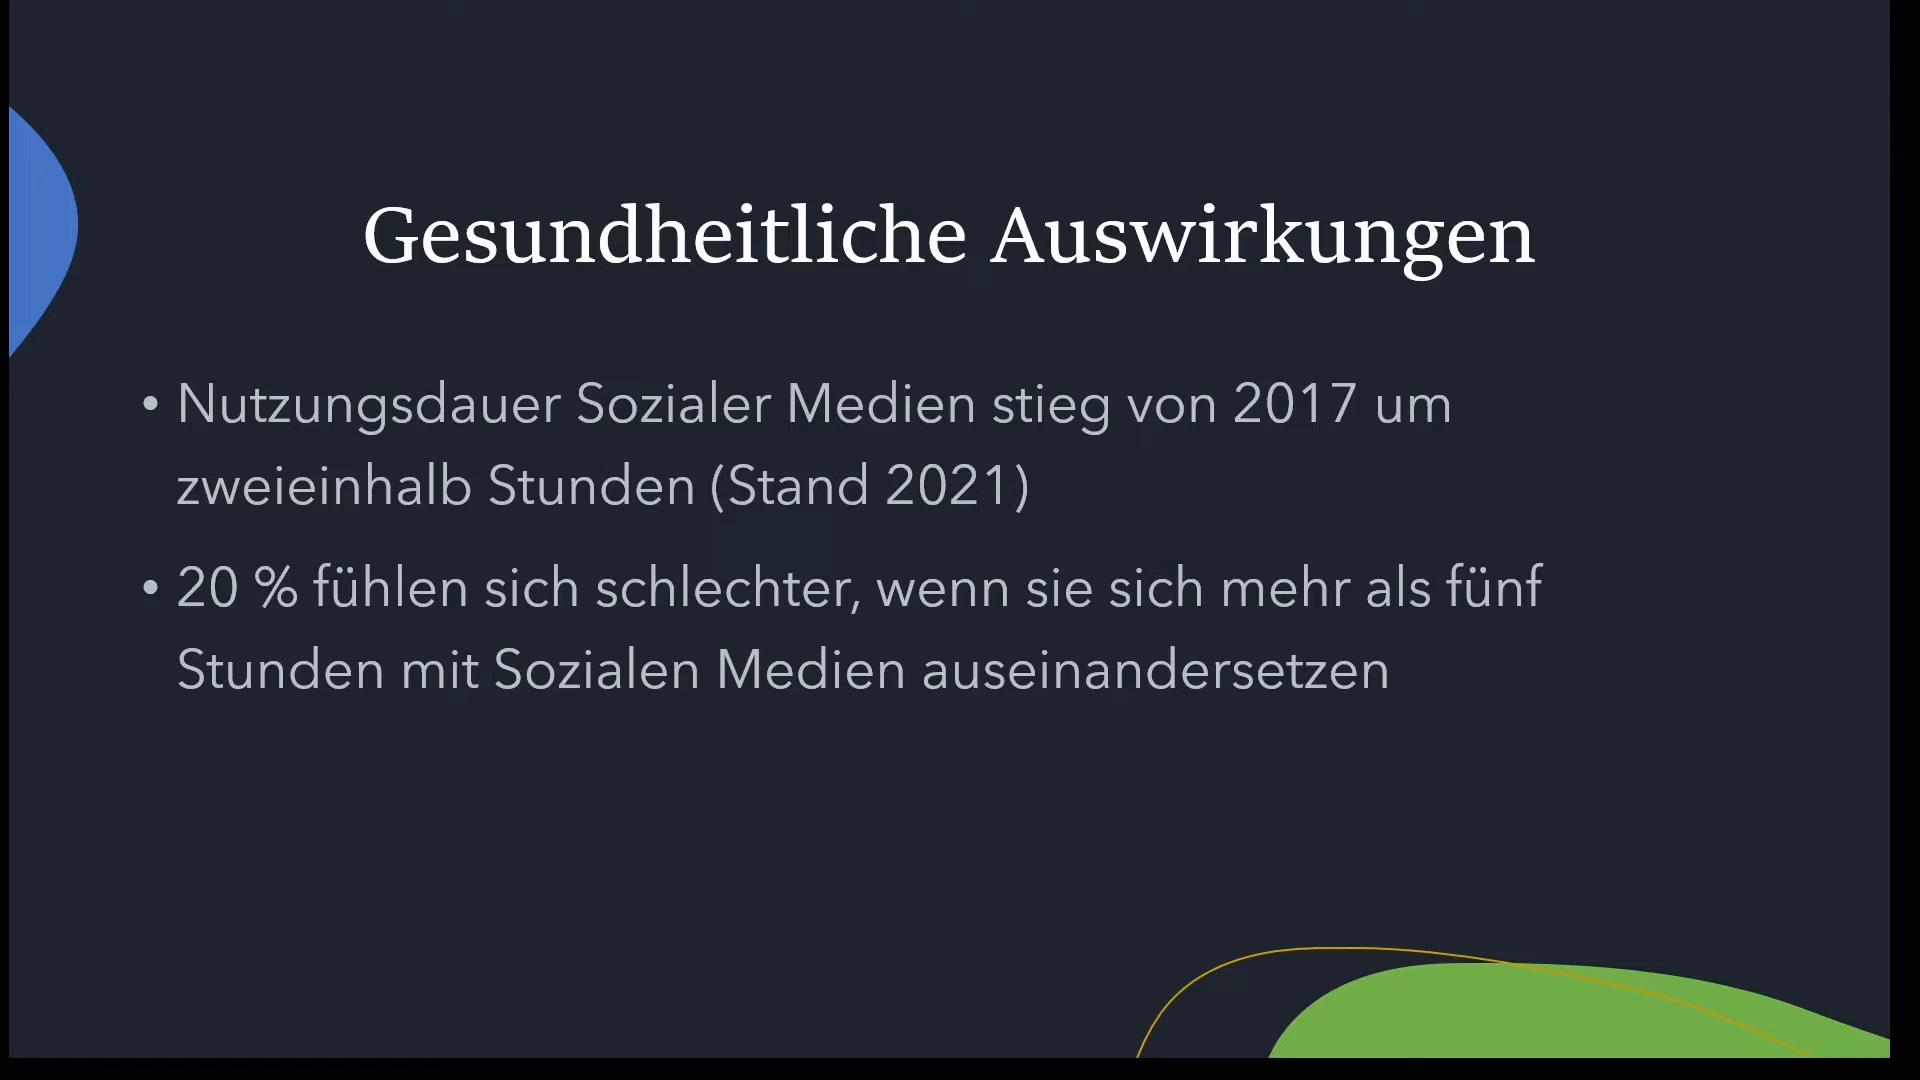 Gesundheitliche Auswirkungen
• Nutzungsdauer Sozialer Medien stieg von 2017 um
zweieinhalb Stunden (Stand 2021)
• 20 % fühlen sich schlechter, wenn sie sich mehr als fünf
Stunden mit Sozialen Medien auseinandersetzen